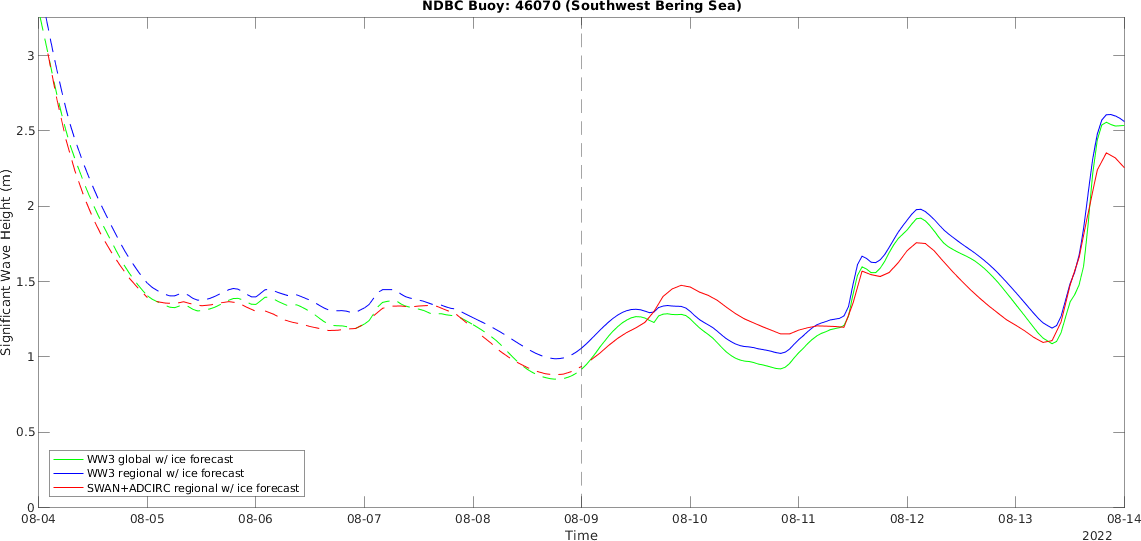 NDBC Buoy: 46070 (Southwest Bering Sea)
Significant Wave Height (m)
3
2.5
2
1.5
1
0.5
0
WW3 global w/ ice forecast
WW3 regional w/ ice forecast
SWAN+ADCIRC regional w/ ice forecast
08-04 08-05 08-06 08-07 08-08 08-09 08-10 08-11 08-12 08-13 08-14
Time
2022